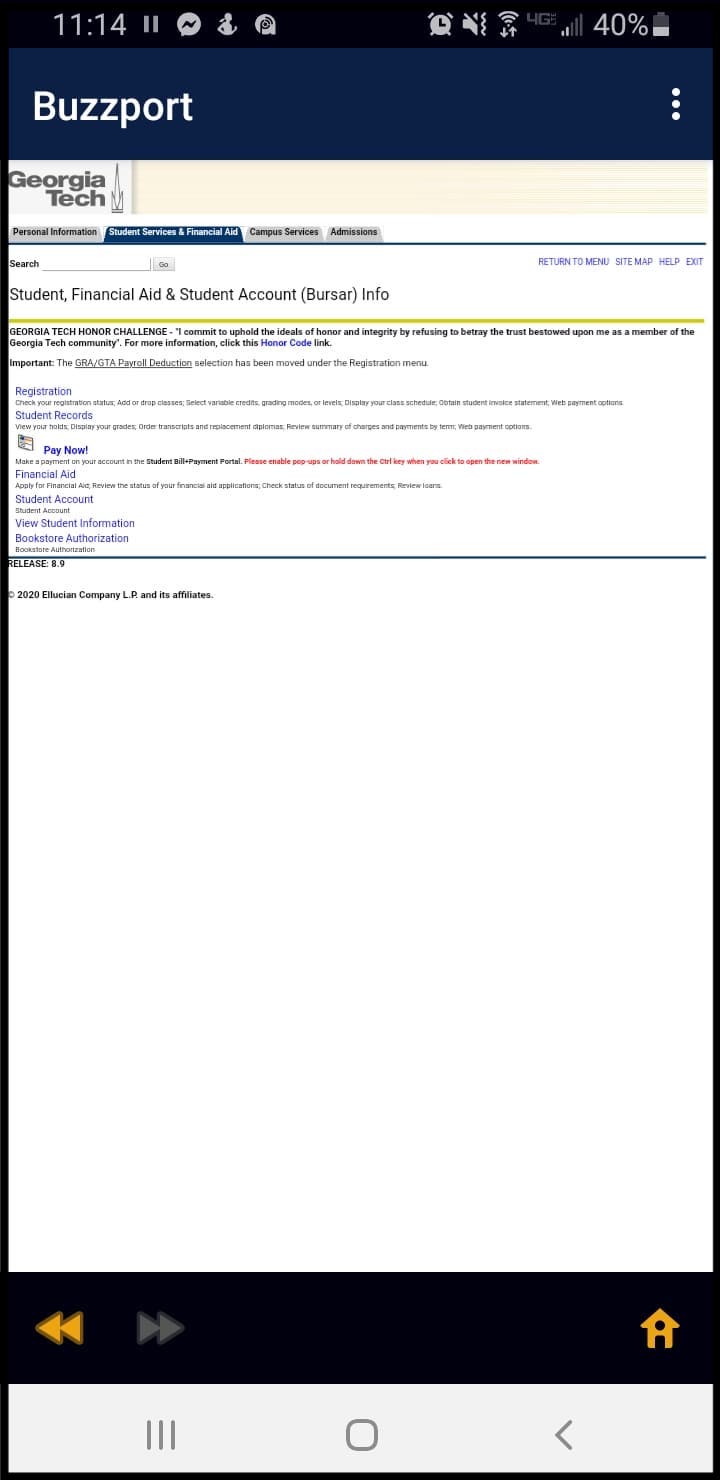 11:14 4G 40%
Buzzport
Georgia
Tech
Personal Information Student Services & Financial Aid Campus Services Admissions
Search Go RETURN TO MENU SITE MAP HELP EXIT
Student, Financial Aid & Student Account (Bursar) Info
GEORGIA TECH HONOR CHALLENGE - "I commit to uphold the ideals of honor and integrity by refusing to betray the trust bestowed upon me as a member of the
Georgia Tech community". For more information, click this Honor Code link.
Important: The GRA/GTA Payroll Deduction selection has been moved under the Registration menu.
Registration
Check your registration status; Add or drop classes; Select variable credits, grading modes, or levels; Display your class schedule; Obtain student invoice statement; Web payment options.
Student Records
View your holds; Display your grades; Order transcripts and replacement diplomas; Review summary of charges and payments by term; Web payment options.
Pay Now!
Make a payment on your account in the Student Bill+Payment Portal. Please enable pop-ups or hold down the Ctrl key when you click to open the new window.
Financial Aid
Apply for Financial Aid; Review the status of your financial aid applications; Check status of document requirements; Review loans.
Student Account
Student Account
View Student Information
Bookstore Authorization
Bookstore Authorization
RELEASE: 8.9
© 2020 Ellucian Company L.P. and its affiliates.